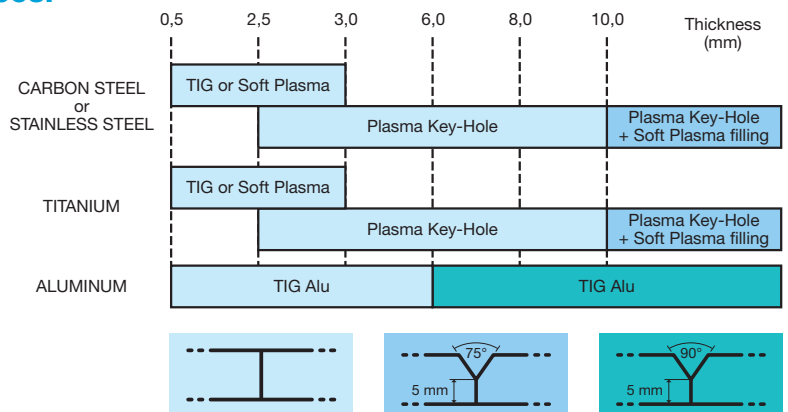 0,5 2,5 3,0 6,0 8,0 10,0 Thickness
(mm)
TIG or Soft Plasma
CARBON STEEL
or
STAINLESS STEEL
Plasma Key-Hole
Plasma Key-Hole
+ Soft Plasma filling
TIG or Soft Plasma
TITANIUM
Plasma Key-Hole
Plasma Key-Hole
+ Soft Plasma filling
ALUMINUM
TIG Alu
TIG Alu
75°
5 mm
90°
5 mm